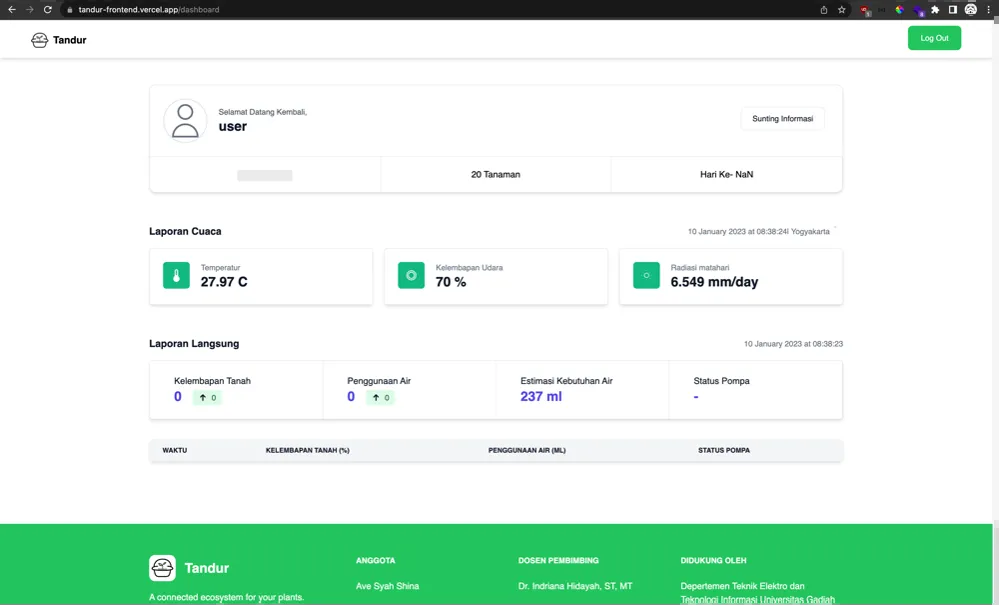 tandur-frontend.vercel.app/dashboard
Tandur
Log Out
Selamat Datang Kembali,
user
Sunting Informasi
20 Tanaman
Hari Ke- NaN
Laporan Cuaca
10 January 2023 at 08:38:24| Yogyakarta
Temperatur
27.97 C
Kelembapan Udara
70 %
Radiasi matahari
6.549 mm/day
Laporan Langsung
10 January 2023 at 08:38:23
Kelembapan Tanah
0 ↑ 0
Penggunaan Air
0 ↑ 0
Estimasi Kebutuhan Air
237 ml
Status Pompa
-
WAKTU
KELEMBAPAN TANAH (%)
PENGGUNAAN AIR (ML)
STATUS POMPA
Tandur
A connected ecosystem for your plants.
ANGGOTA
Ave Syah Shina
DOSEN PEMBIMBING
Dr. Indriana Hidayah, ST, MT
DIDUKUNG OLEH
Depertemen Teknik Elektro dan
Teknologi Informasi Universitas Gadjah